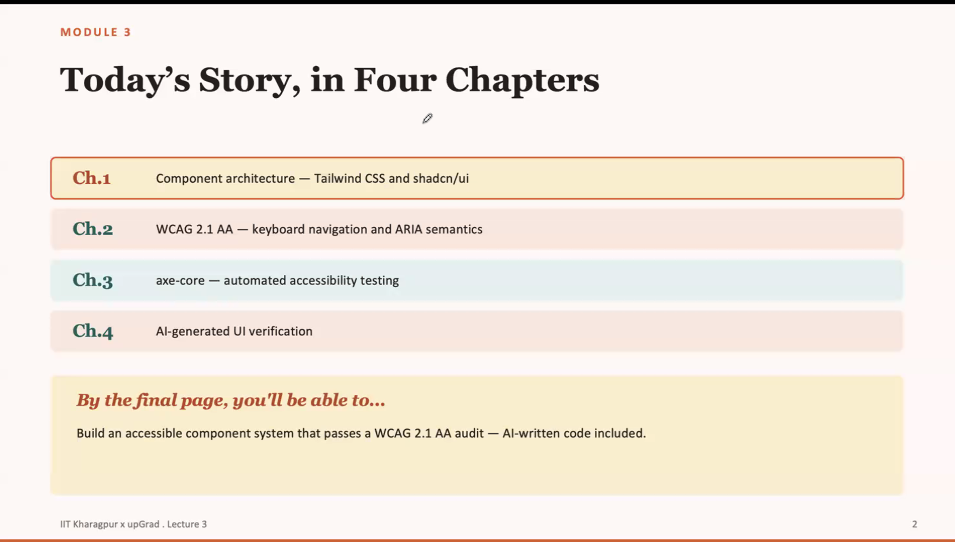 MODULE 3
Today’s Story, in Four Chapters
Ch.1 Component architecture — Tailwind CSS and shadcn/ui
Ch.2 WCAG 2.1 AA — keyboard navigation and ARIA semantics
Ch.3 axe-core — automated accessibility testing
Ch.4 AI-generated UI verification
By the final page, you'll be able to...
Build an accessible component system that passes a WCAG 2.1 AA audit — AI-written code included.
IIT Kharagpur x upGrad . Lecture 3 2